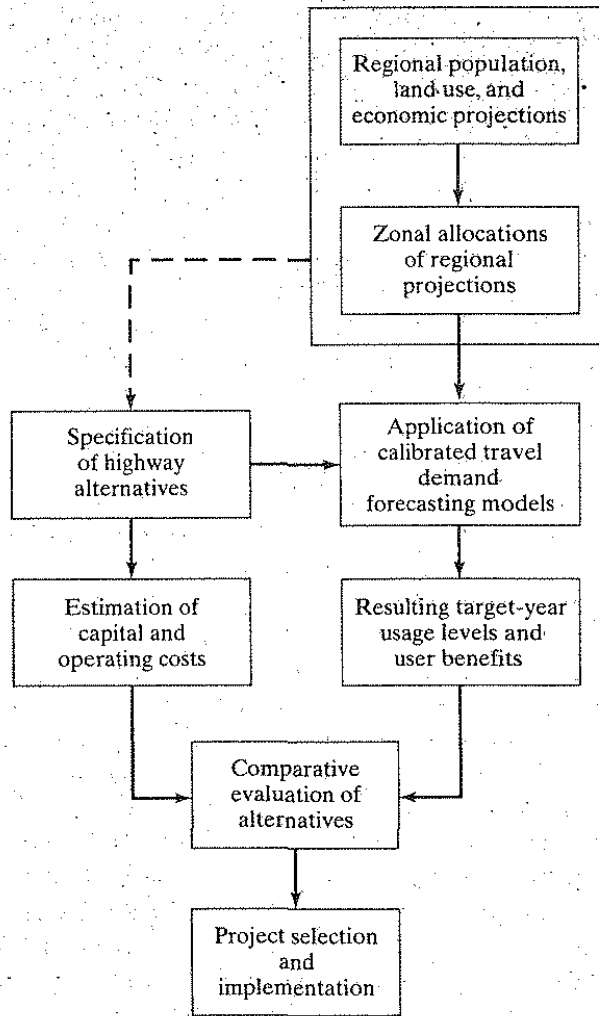 Regional population,
land use, and
economic projections
Zonal allocations
of regional
projections
Specification
of highway
alternatives
Application of
calibrated travel
demand
forecasting models
Estimation of
capital and
operating costs
Resulting target-year
usage levels and
user benefits
Comparative
evaluation of
alternatives
Project selection
and
implementation